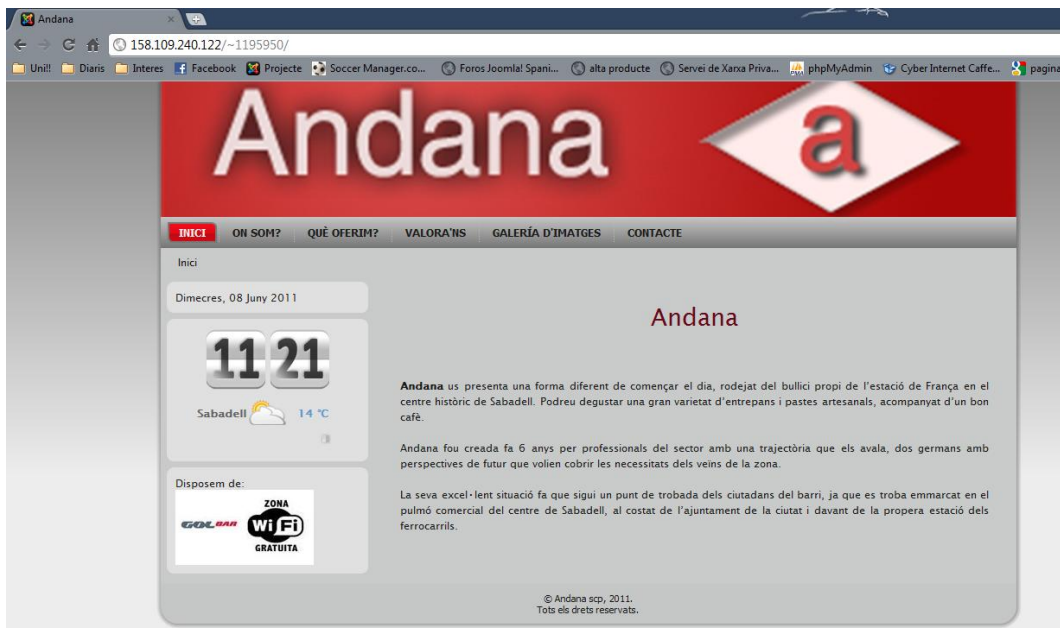 Andana
158.109.240.122/~1195950/
Uni!! Diaris Interes Facebook Projecte Soccer Manager.co... Foros Joomla! Spani... alta producte Servei de Xarxa Priva... phpMyAdmin Cyber Internet Caffe... pagina
Andana a
INICI ON SOM? QUÈ OFERIM? VALORA'NS GALERÍA D'IMATGES CONTACTE
Inici
Dimecres, 08 Juny 2011
11 21
Sabadell 14 °C
Disposem de:
GOL BAR
ZONA
Wi Fi
GRATUITA
Andana
Andana us presenta una forma diferent de començar el dia, rodejat del bullici propi de l'estació de França en el
centre històric de Sabadell. Podreu degustar una gran varietat d'entrepans i pastes artesanals, acompanyat d'un bon
cafè.
Andana fou creada fa 6 anys per professionals del sector amb una trajectòria que els avala, dos germans amb
perspectives de futur que volien cobrir les necessitats dels veïns de la zona.
La seva excel·lent situació fa que sigui un punt de trobada dels ciutadans del barri, ja que es troba emmarcat en el
pulmó comercial del centre de Sabadell, al costat de l'ajuntament de la ciutat i davant de la propera estació dels
ferrocarrils.
© Andana scp, 2011.
Tots els drets reservats.